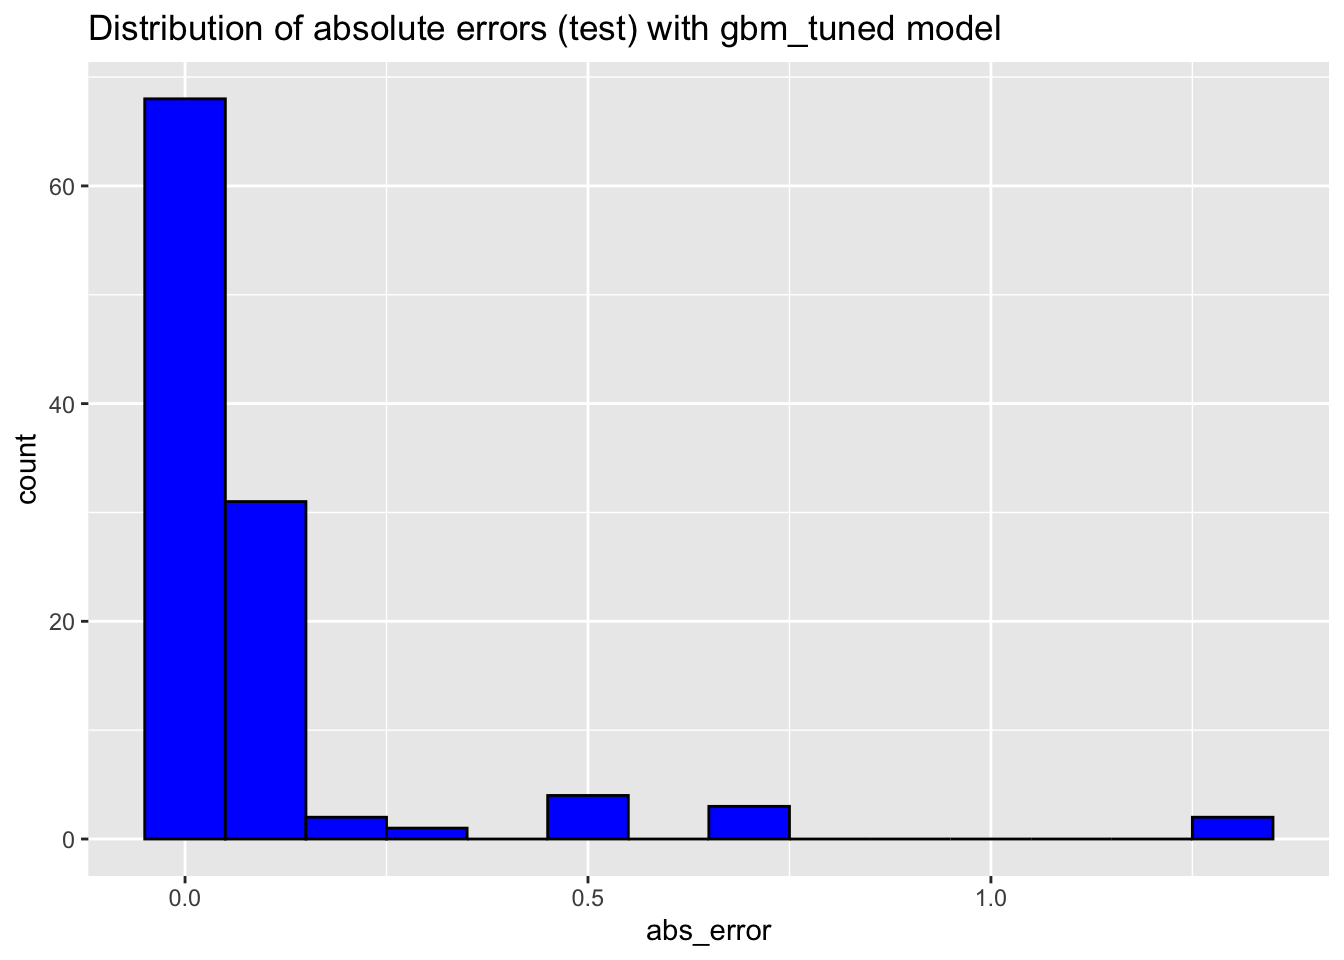 Distribution of absolute errors (test) with gbm_tuned model
60
40
20
0
count
0.0
0.5
1.0
abs_error